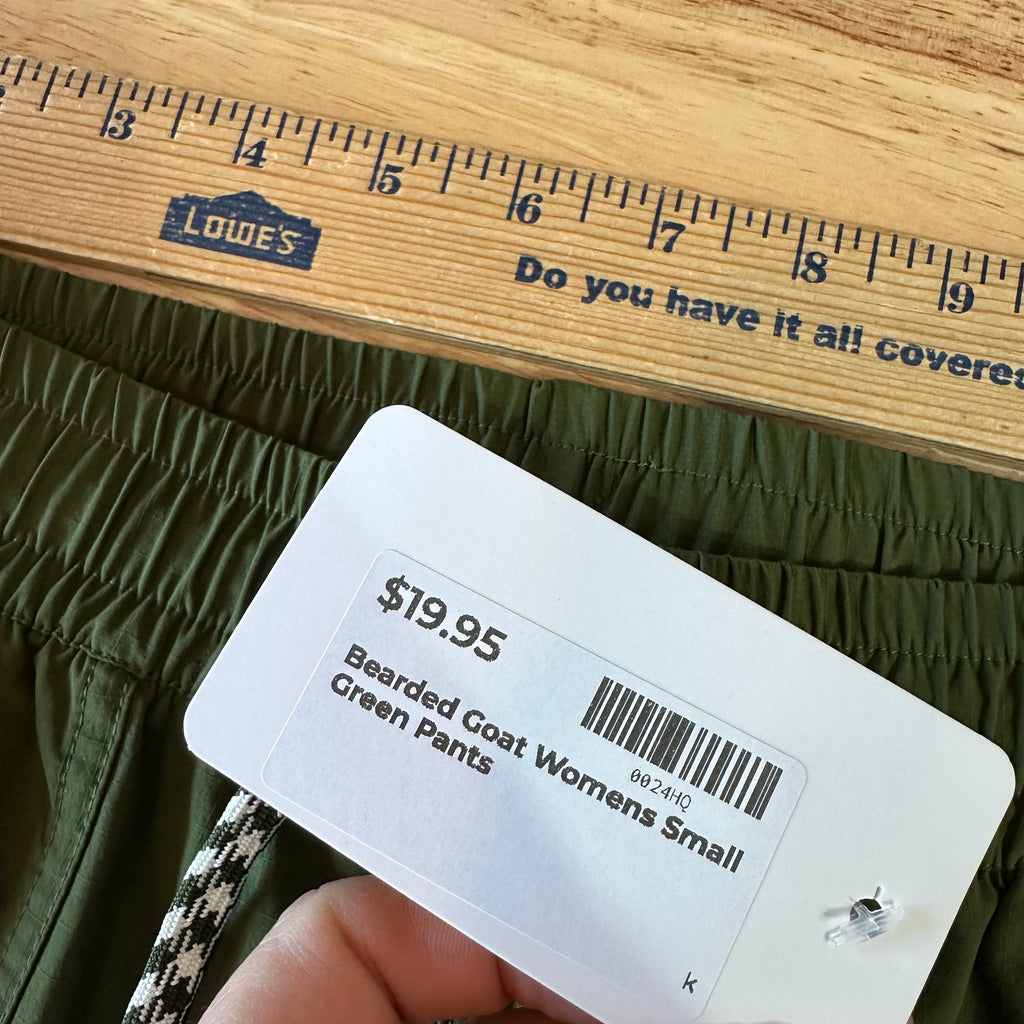 3 4 5 6 7 8 9
LOWE'S
Do you have it all covered
$19.95
Bearded Goat Womens Small
Green Pants
0024HQ
k